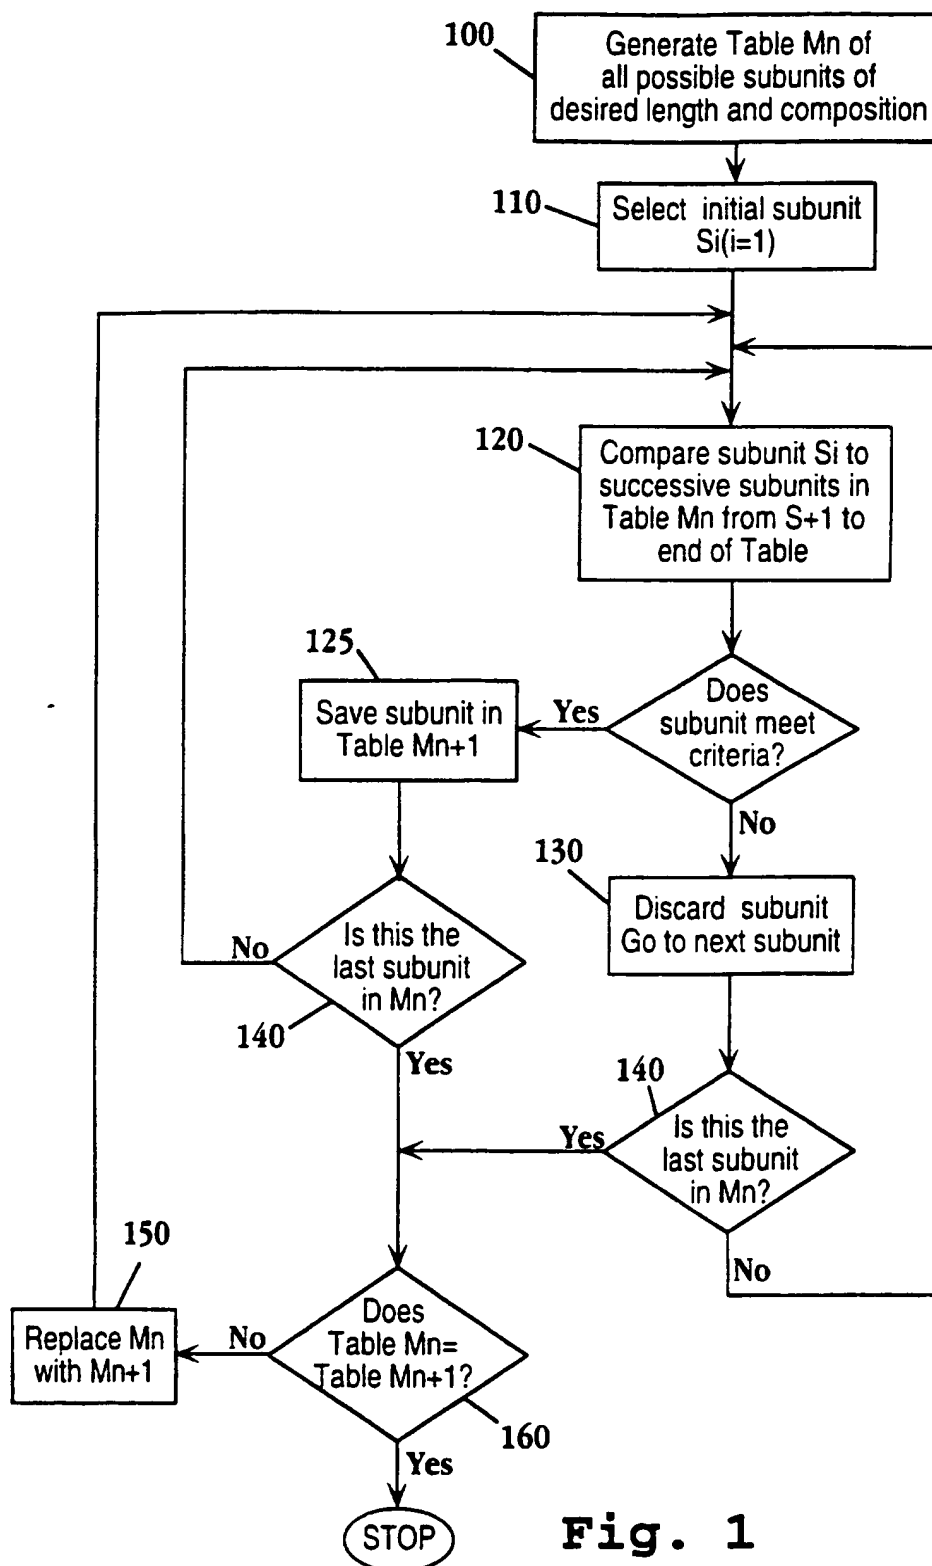 100
Generate Table Mn of
all possible subunits of
desired length and composition
110
Select initial subunit
Si(i=1)
120
Compare subunit Si to
successive subunits in
Table Mn from S+1 to
end of Table
Does
subunit meet
criteria?
Yes
No
125
Save subunit in
Table Mn+1
130
Discard subunit
Go to next subunit
Is this the
last subunit
in Mn?
No
140
Yes
140
Is this the
last subunit
in Mn?
Yes
No
150
Replace Mn
with Mn+1
No
Does
Table Mn=
Table Mn+1?
160
Yes
STOP
Fig. 1